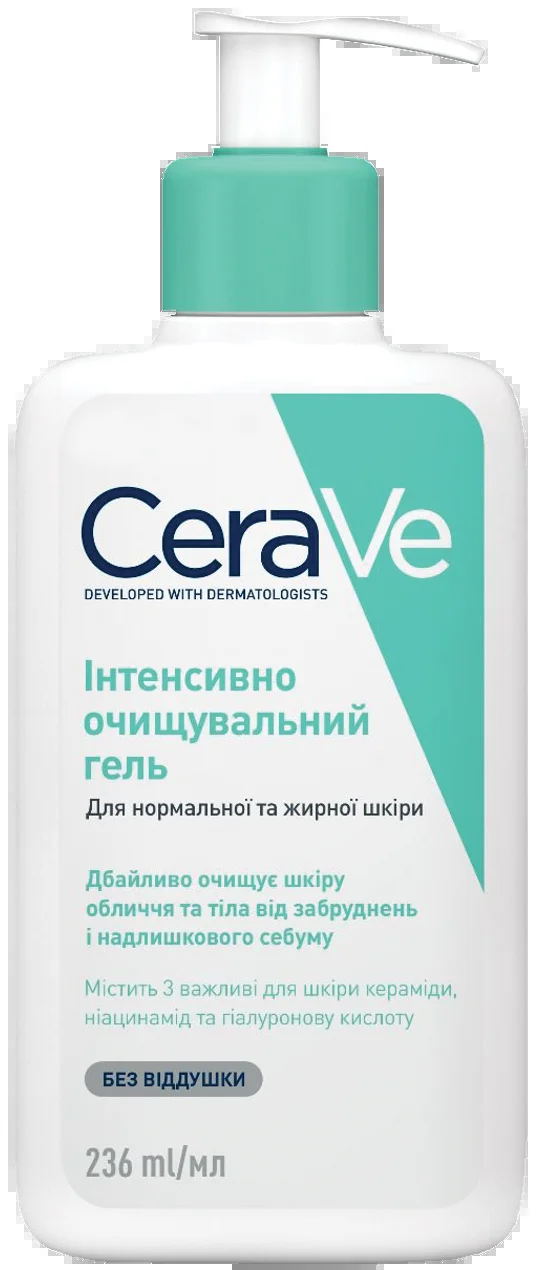 CeraVe
DEVELOPED WITH DERMATOLOGISTS
Інтенсивно
очищувальний
гель
Для нормальної та жирної шкіри
Дбайливо очищує шкіру
обличчя та тіла від забруднень
і надлишкового себуму
Містить 3 важливі для шкіри кераміди,
ніацинамід та гіалуронову кислоту
БЕЗ ВІДДУШКИ
236 ml/мл